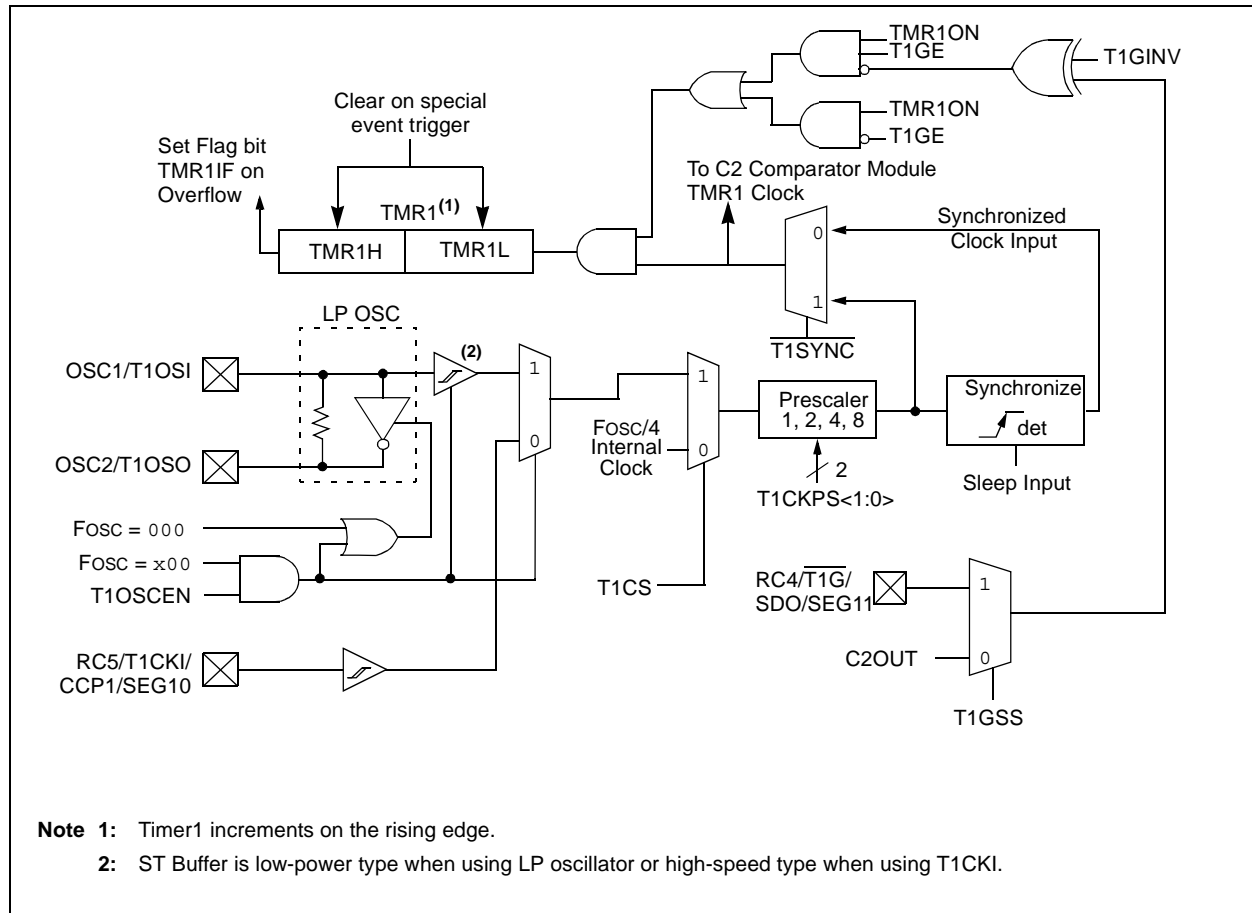 TMR1ON
T1GE
T1GINV
TMR1ON
T1GE
Clear on special
event trigger
Set Flag bit
TMR1IF on
Overflow
To C2 Comparator Module
TMR1 Clock
TMR1(1)
TMR1H
TMR1L
0
1
Synchronized
Clock Input
T1SYNC
LP OSC
(2)
OSC1/T1OSI
OSC2/T1OSO
1
0
1
0
FOSC/4
Internal
Clock
Prescaler
1, 2, 4, 8
Synchronize
det
2
T1CKPS<1:0>
Sleep Input
FOSC = 000
FOSC = x00
T1OSCEN
T1CS
RC4/T1G/
SDO/SEG11
1
0
C2OUT
T1GSS
RC5/T1CKI/
CCP1/SEG10
Note 1: Timer1 increments on the rising edge.
2: ST Buffer is low-power type when using LP oscillator or high-speed type when using T1CKI.